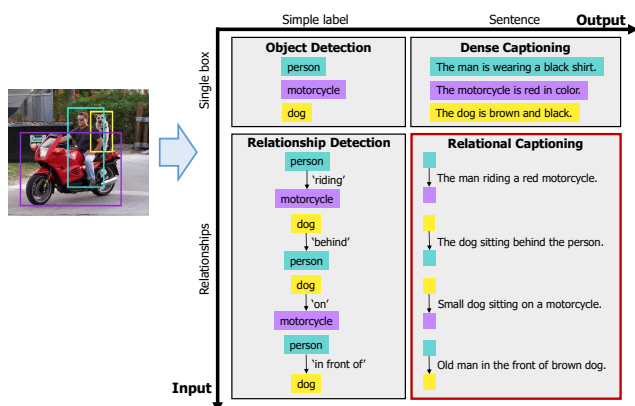 Simple label
Sentence
Output
Single box
Object Detection
person
motorcycle
dog
Dense Captioning
The man is wearing a black shirt.
The motorcycle is red in color.
The dog is brown and black.
Relationships
Relationship Detection
person
'riding'
motorcycle
dog
'behind'
person
dog
'on'
motorcycle
person
'in front of'
dog
Relational Captioning
The man riding a red motorcycle.
The dog sitting behind the person.
Small dog sitting on a motorcycle.
Old man in the front of brown dog.
Input